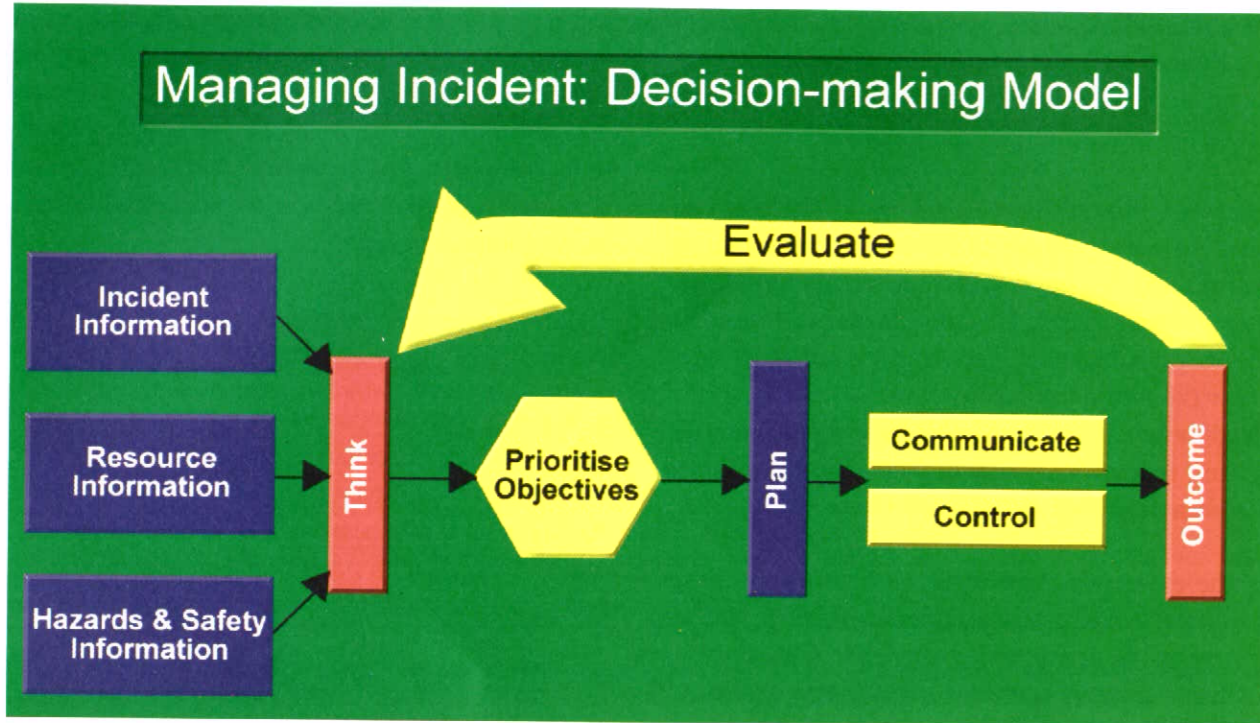 Managing Incident: Decision-making Model
Evaluate
Incident
Information
Resource
Information
Hazards & Safety
Information
Think
Prioritise
Objectives
Plan
Communicate
Control
Outcome